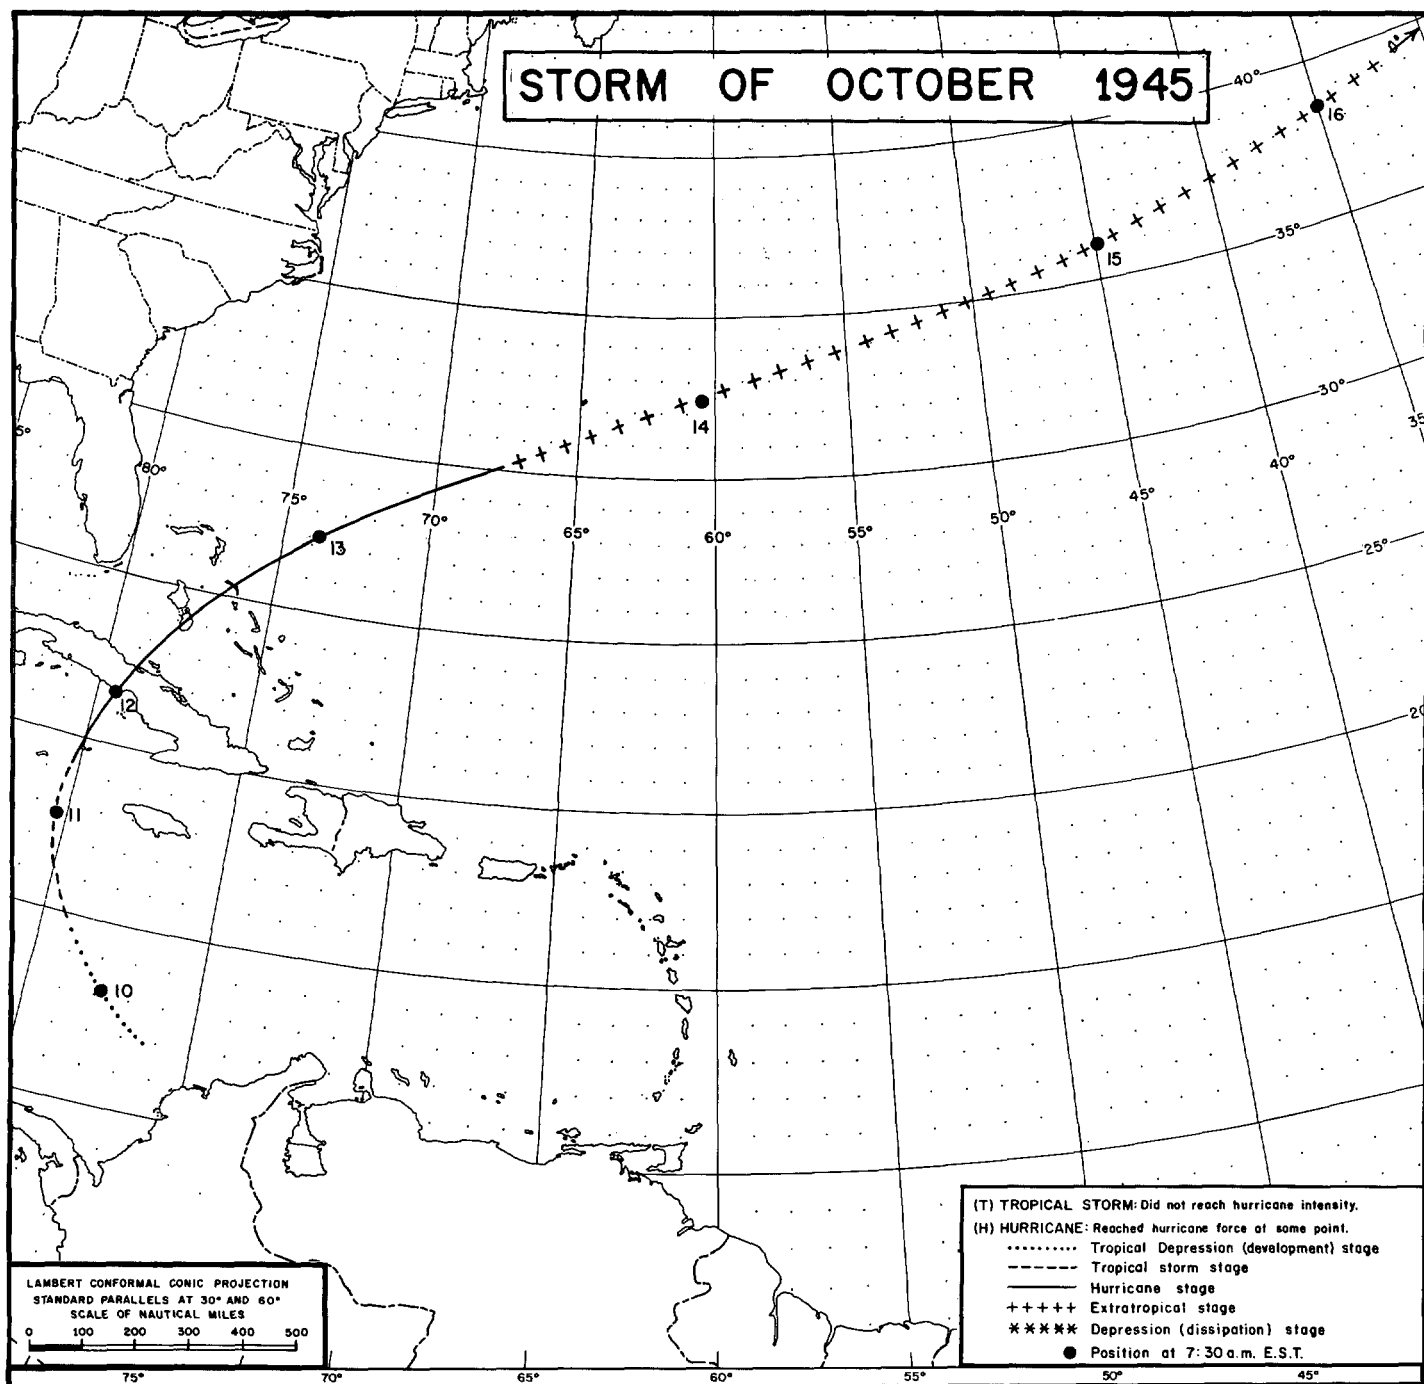 STORM OF OCTOBER 1945
40°
0°
16
35°
15
30°
35
14
5°
80°
75°
70°
65°
60°
55°
50°
45°
40°
13
25°
12
20
11
10
(T) TROPICAL STORM: Did not reach hurricane intensity.
(H) HURRICANE: Reached hurricane force at some point.
Tropical Depression (development) stage
Tropical storm stage
Hurricane stage
+++++ Extratropical stage
***** Depression (dissipation) stage
Position at 7:30 a.m. E.S.T.
LAMBERT CONFORMAL CONIC PROJECTION
STANDARD PARALLELS AT 30° AND 60°
SCALE OF NAUTICAL MILES
0 100 200 300 400 500
75° 70° 65° 60° 55° 50° 45°